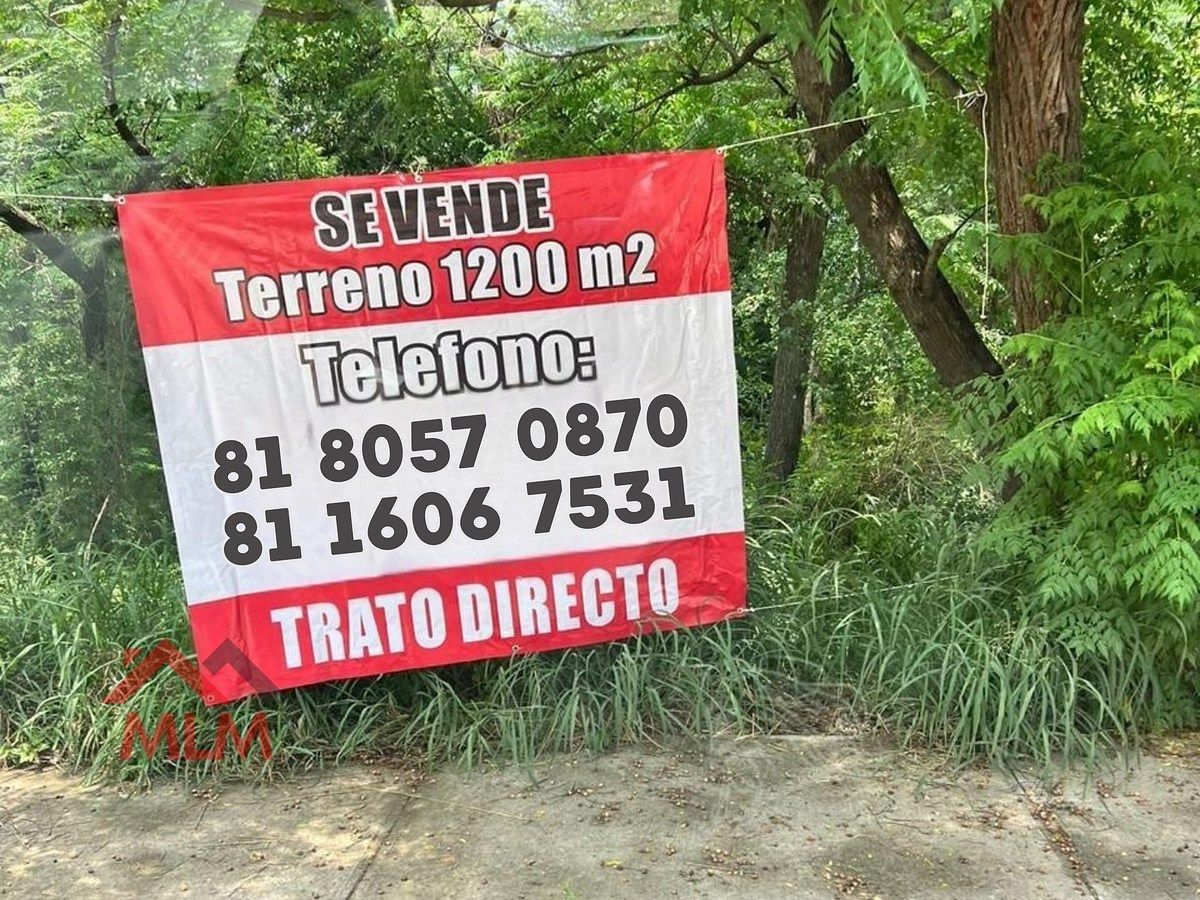 SE VENDE
Terreno 1200 m2
Telefono:
81 8057 0870
81 1606 7531
TRATO DIRECTO
MLM